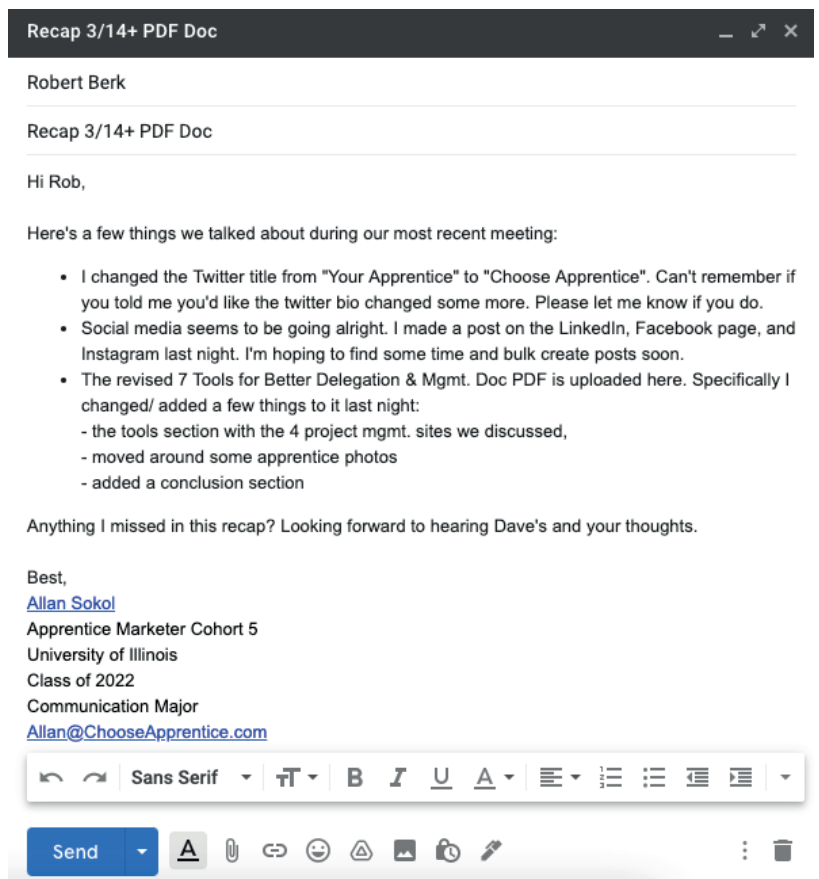 Recap 3/14+ PDF Doc
Robert Berk
Recap 3/14+ PDF Doc
Hi Rob,
Here's a few things we talked about during our most recent meeting:
• I changed the Twitter title from "Your Apprentice" to "Choose Apprentice". Can't remember if
you told me you'd like the twitter bio changed some more. Please let me know if you do.
• Social media seems to be going alright. I made a post on the LinkedIn, Facebook page, and
Instagram last night. I'm hoping to find some time and bulk create posts soon.
• The revised 7 Tools for Better Delegation & Mgmt. Doc PDF is uploaded here. Specifically I
changed/ added a few things to it last night:
- the tools section with the 4 project mgmt. sites we discussed,
- moved around some apprentice photos
- added a conclusion section
Anything I missed in this recap? Looking forward to hearing Dave's and your thoughts.
Best,
Allan Sokol
Apprentice Marketer Cohort 5
University of Illinois
Class of 2022
Communication Major
Allan@ChooseApprentice.com
Sans Serif
Send